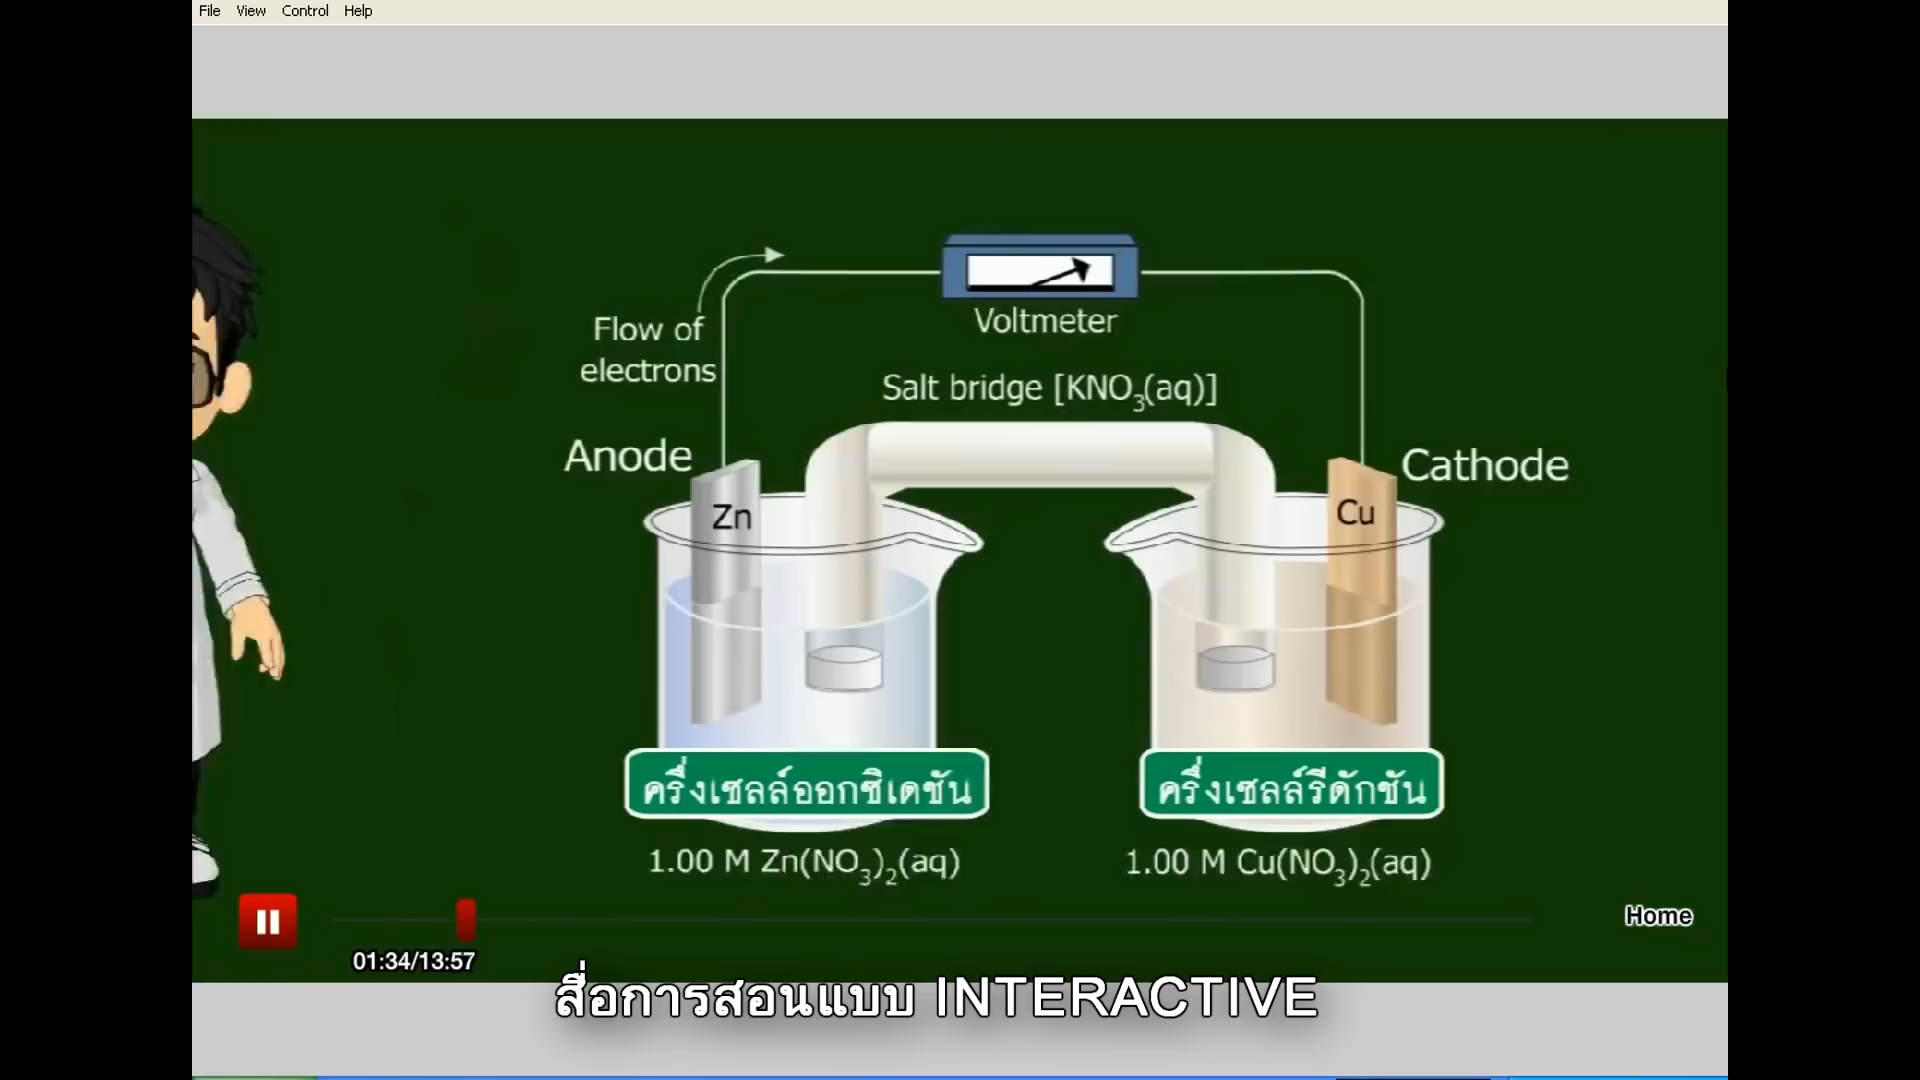 File View Control Help
Flow of
electrons
Voltmeter
Salt bridge [KNO₃(aq)]
Anode
Cathode
Zn
Cu
ครึ่งเซลล์ออกซิเดชัน
ครึ่งเซลล์รีดักชัน
1.00 M Zn(NO₃)₂(aq)
1.00 M Cu(NO₃)₂(aq)
Home
01:34/13:57
สื่อการสอนแบบ INTERACTIVE